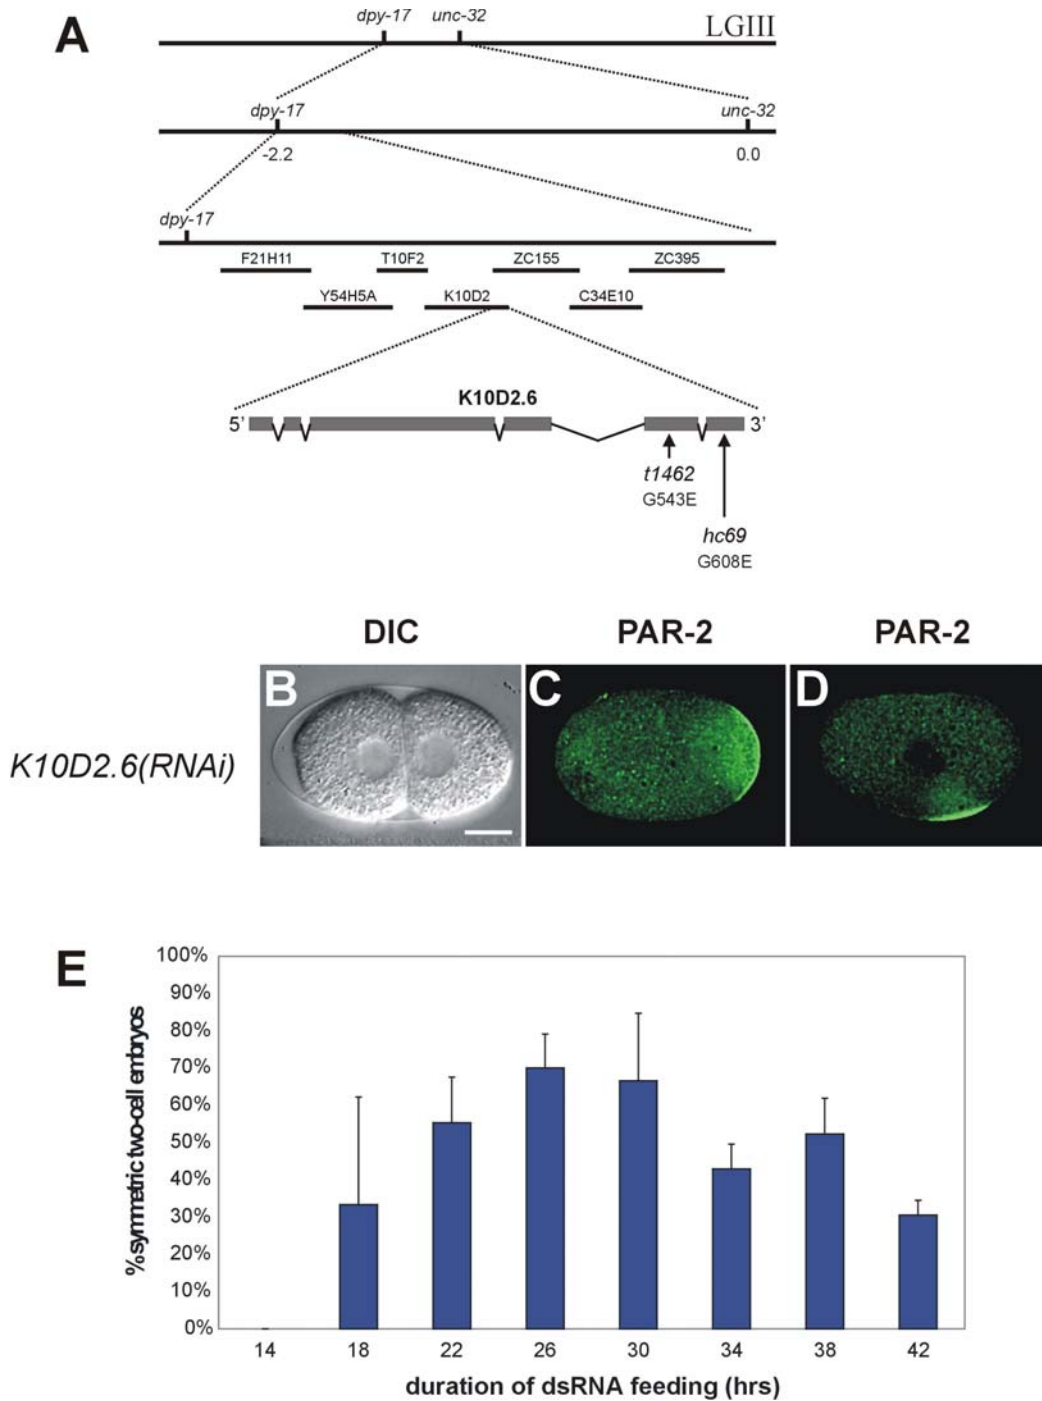 A
dpy-17 unc-32 LGIII
dpy-17 unc-32
-2.2 0.0
dpy-17
F21H11 T10F2 ZC155 ZC395
Y54H5A K10D2 C34E10
K10D2.6
5' 3'
t1462
G543E
hc69
G608E
DIC PAR-2 PAR-2
B C D
K10D2.6(RNAi)
E
% symmetric two-cell embryos
100%
90%
80%
70%
60%
50%
40%
30%
20%
10%
0%
14 18 22 26 30 34 38 42
duration of dsRNA feeding (hrs)